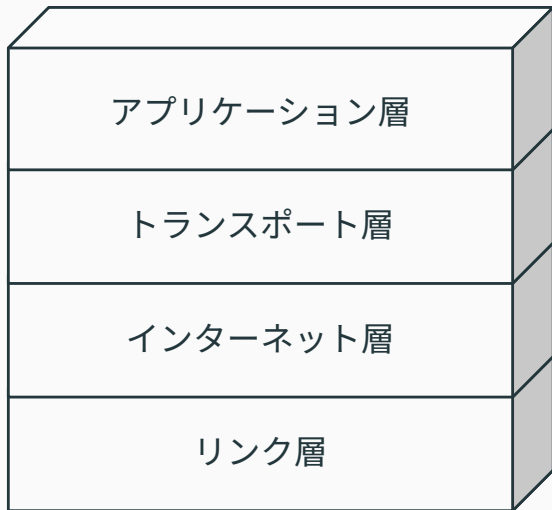 アプリケーション層
トランスポート層
インターネット層
リンク層